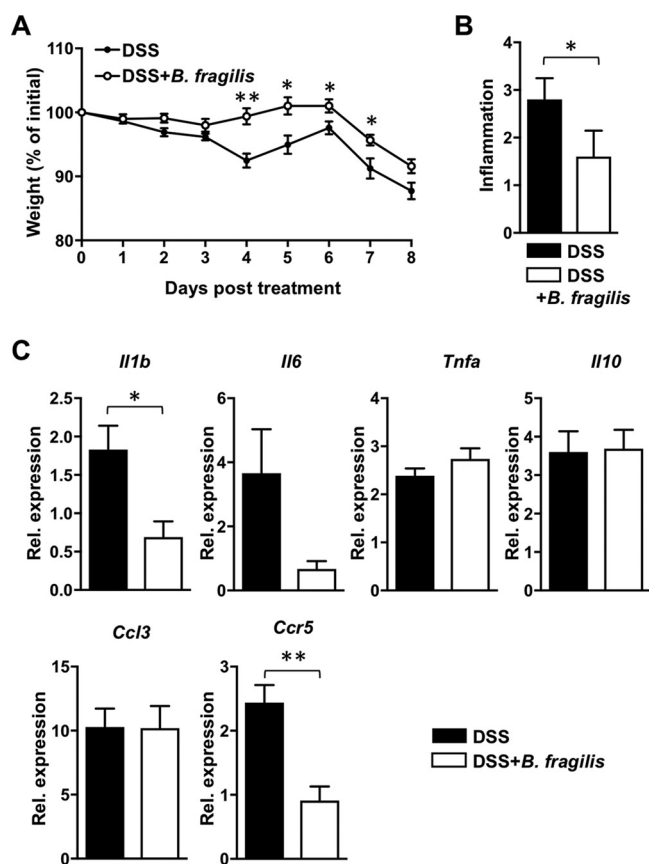 A
DSS
DSS+B. fragilis
110
100
90
80
Weight (% of initial)
** * * *
0 1 2 3 4 5 6 7 8
Days post treatment
B
*
4
3
2
1
0
Inflammation
DSS
DSS
+B. fragilis
C
Il1b
*
2.5
2.0
1.5
1.0
0.5
0.0
Rel. expression
Il6
6
4
2
0
Rel. expression
Tnfa
4
3
2
1
0
Rel. expression
Il10
5
4
3
2
1
0
Rel. expression
Ccl3
15
10
5
0
Rel. expression
Ccr5
**
3
2
1
0
Rel. expression
DSS
DSS+B. fragilis